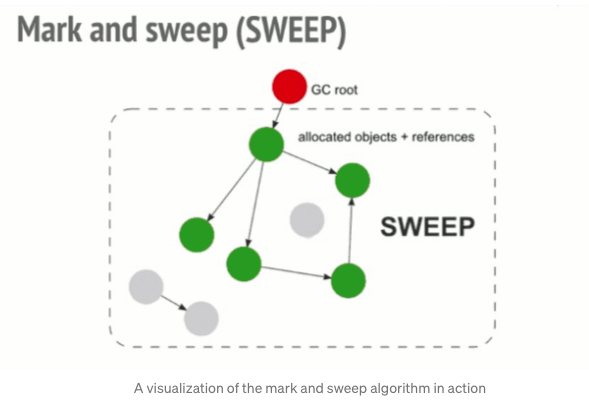 Mark and sweep (SWEEP)
GC root
allocated objects + references
SWEEP
A visualization of the mark and sweep algorithm in action